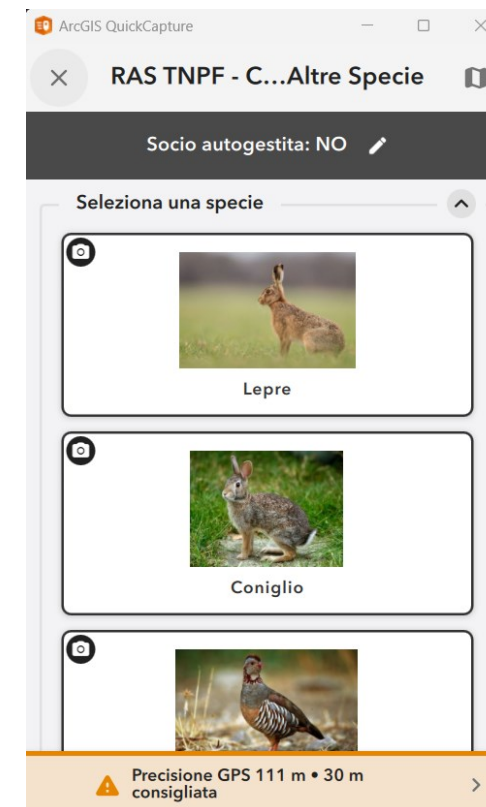 ArcGIS QuickCapture
RAS TNPF - C...Altre Specie
Socio autogestita: NO
Seleziona una specie
Lepre
Coniglio
Precisione GPS 111 m • 30 m
consigliata